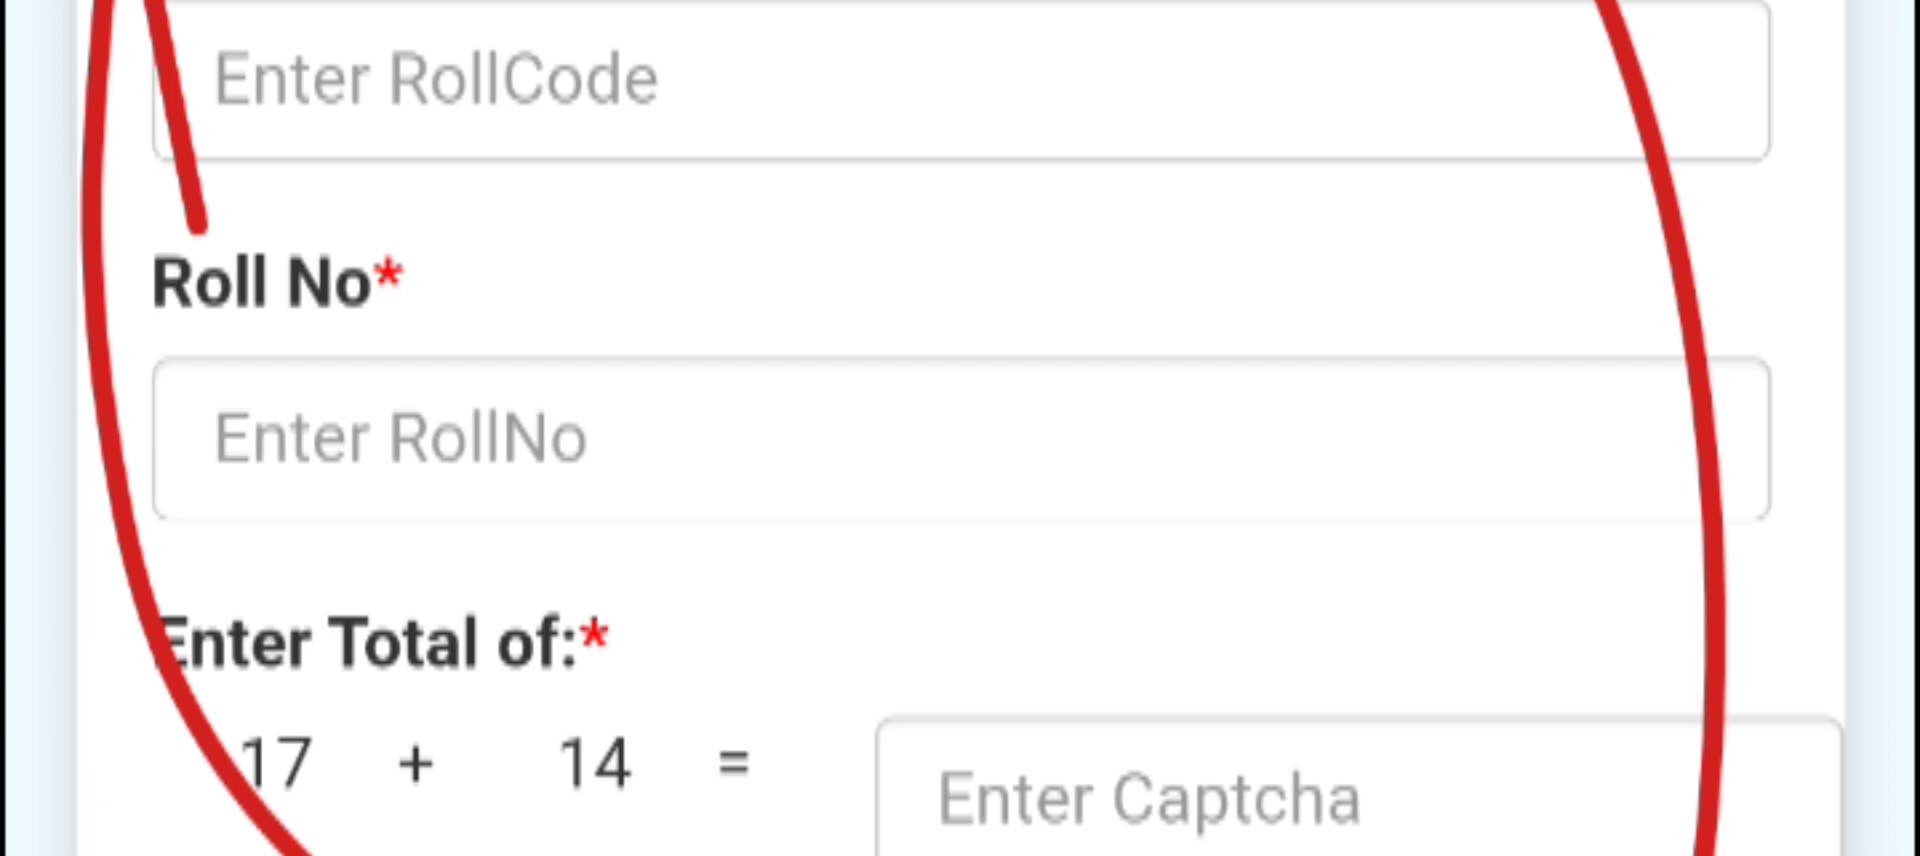 Enter RollCode
Roll No*
Enter RollNo
Enter Total of:*
17 + 14 =
Enter Captcha